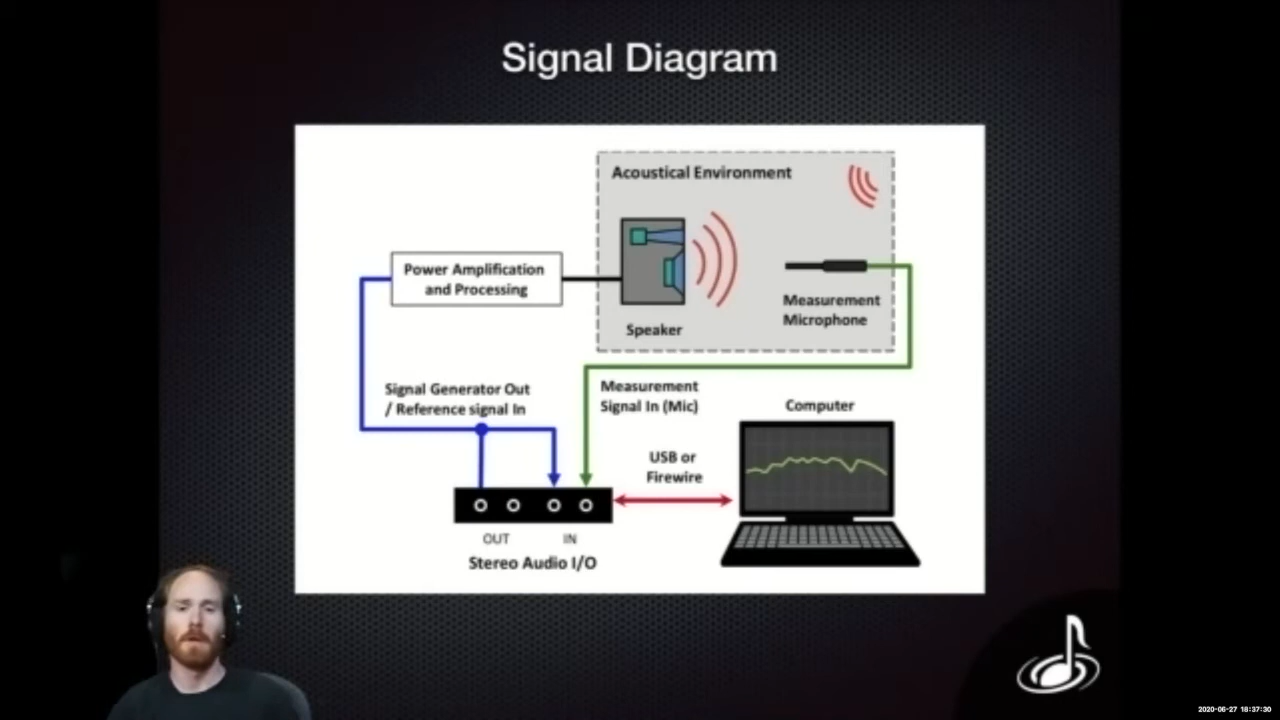 Signal Diagram
Acoustical Environment
Power Amplification
and Processing
Measurement
Microphone
Speaker
Signal Generator Out
/ Reference signal In
Measurement
Signal In (Mic)
Computer
USB or
Firewire
OUT
IN
Stereo Audio I/O
2020-06-27 18:37:30